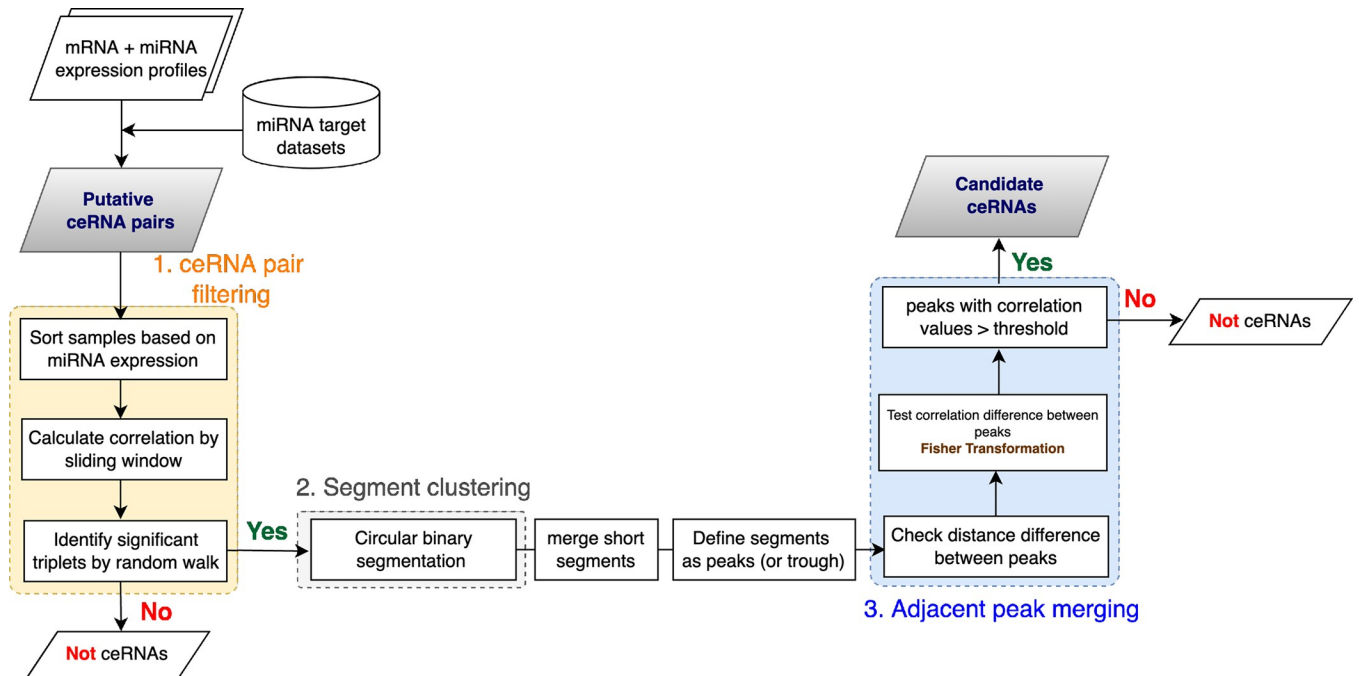 mRNA + miRNA
expression profiles
miRNA target
datasets
Putative
ceRNA pairs
1. ceRNA pair
filtering
Sort samples based on
miRNA expression
Calculate correlation by
sliding window
Identify significant
triplets by random walk
Yes
No
Not ceRNAs
2. Segment clustering
Circular binary
segmentation
merge short
segments
Define segments
as peaks (or trough)
Candidate
ceRNAs
Yes
peaks with correlation
values > threshold
No
Not ceRNAs
Test correlation difference between
peaks
Fisher Transformation
Check distance difference
between peaks
3. Adjacent peak merging